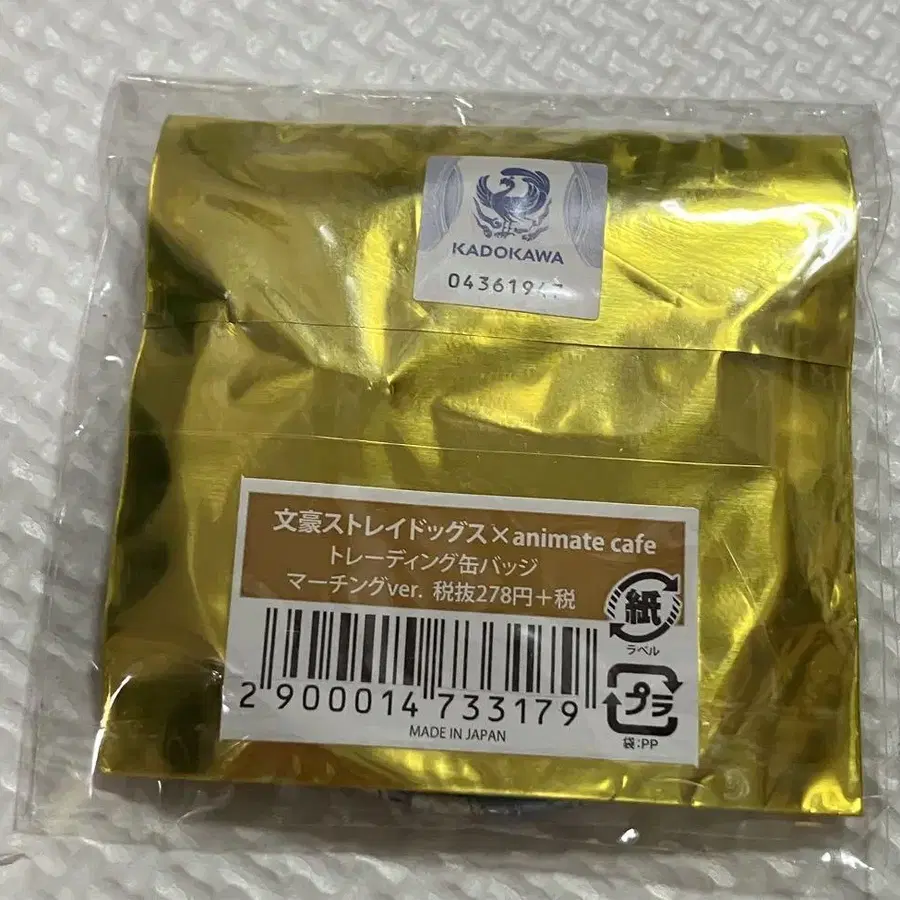 KADOKAWA
04361947
文豪ストレイドッグス×animate cafe
トレーディング缶バッジ
マーチングver. 税抜278円+税
紙
ラベル
2 900014 733179
プラ
MADE IN JAPAN
袋:PP